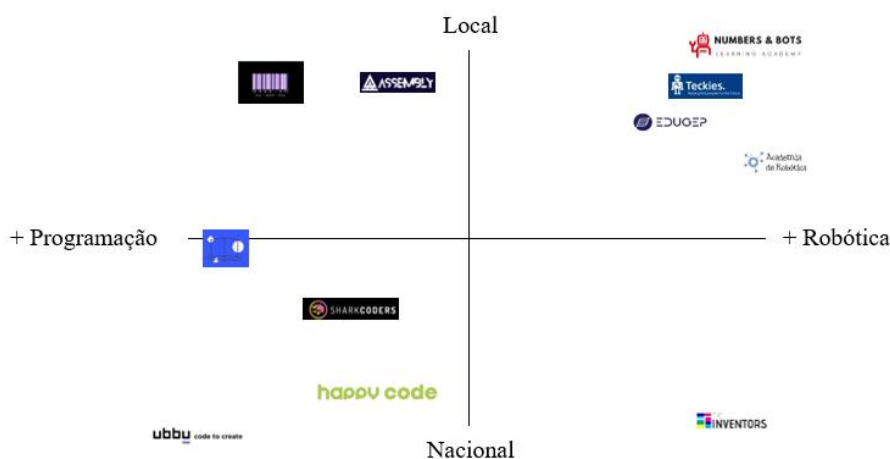 Local
NUMBERS & BOTS
LEARNING ACADEMY
ASSEMBLY
Teckies.
EDUGEP
Academia
de Robótica
+ Programação
+ Robótica
SHARKCODERS
happy code
ubbu code to create
INVENTORS
Nacional